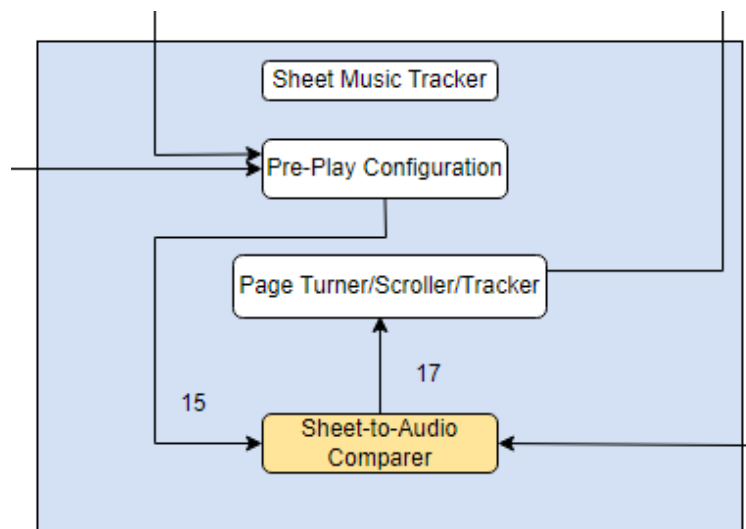 Sheet Music Tracker
Pre-Play Configuration
Page Turner/Scroller/Tracker
17
15
Sheet-to-Audio
Comparer